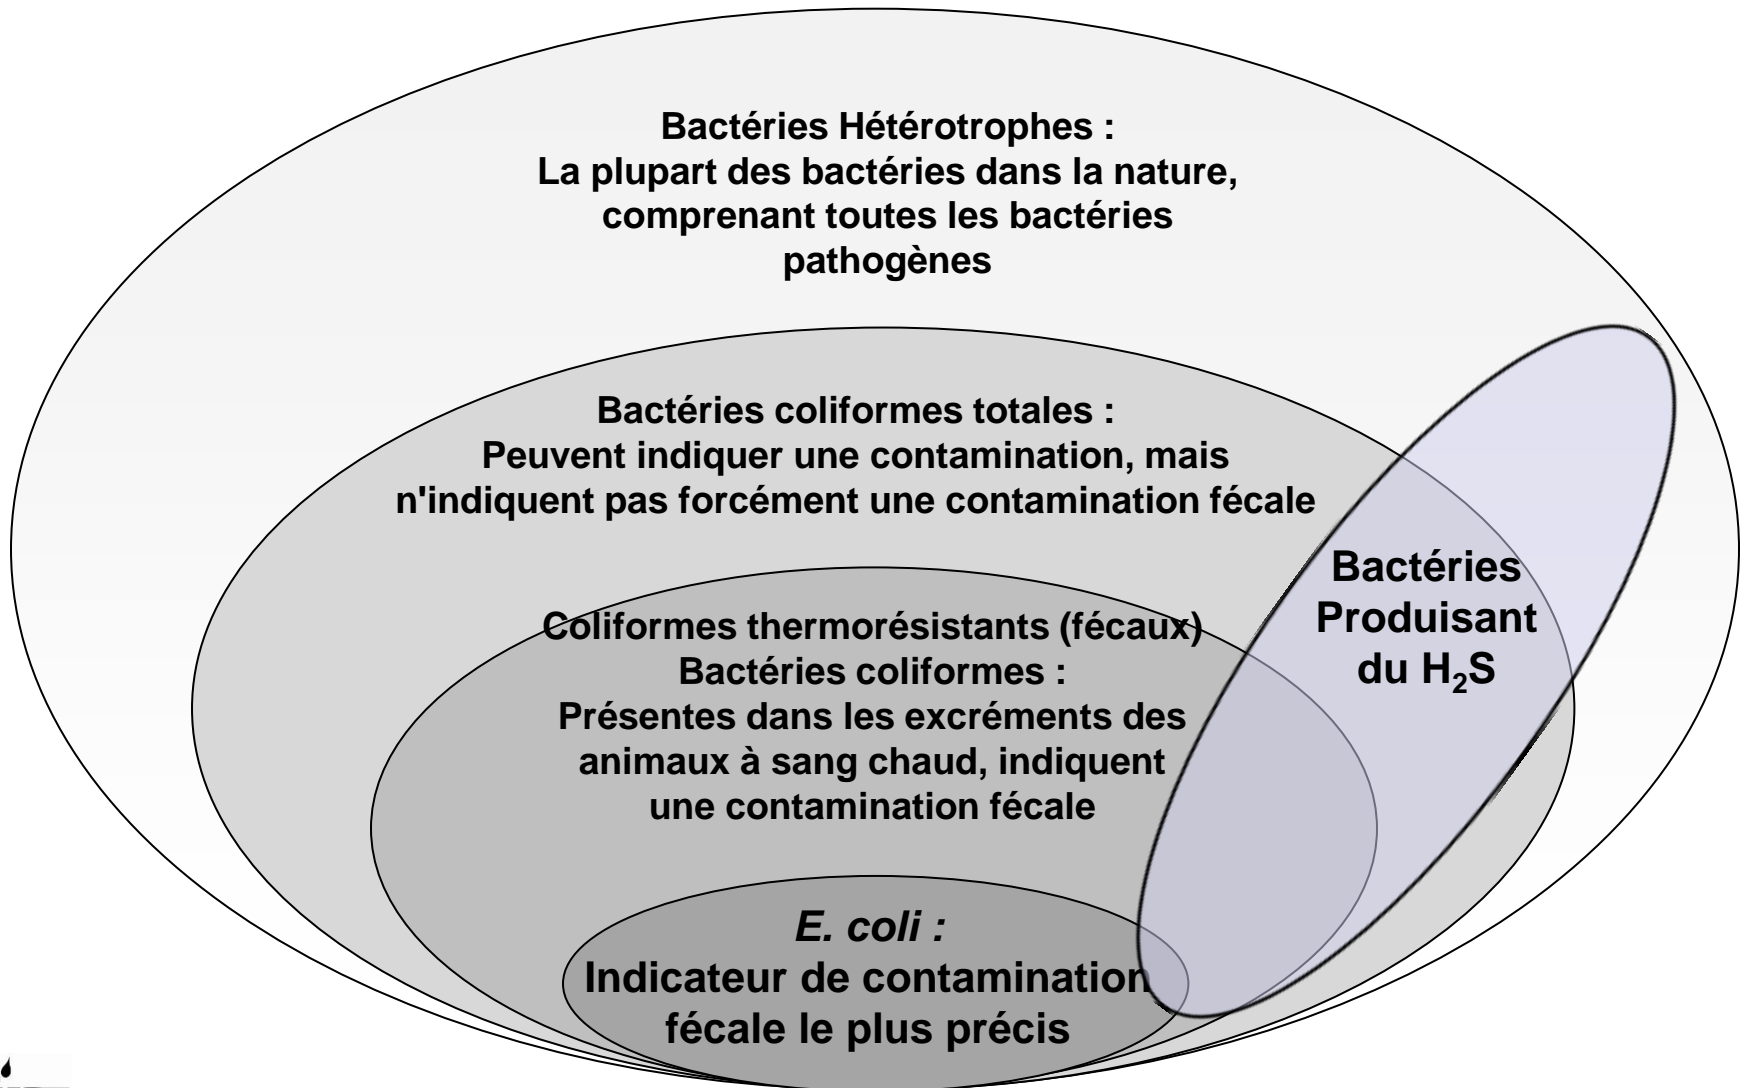 Bactéries Hétérotrophes :
La plupart des bactéries dans la nature,
comprenant toutes les bactéries
pathogènes
Bactéries coliformes totales :
Peuvent indiquer une contamination, mais
n'indiquent pas forcément une contamination fécale
Bactéries
Produisant
du H₂S
Coliformes thermorésistants (fécaux)
Bactéries coliformes :
Présentes dans les excréments des
animaux à sang chaud, indiquent
une contamination fécale
E. coli :
Indicateur de contamination
fécale le plus précis